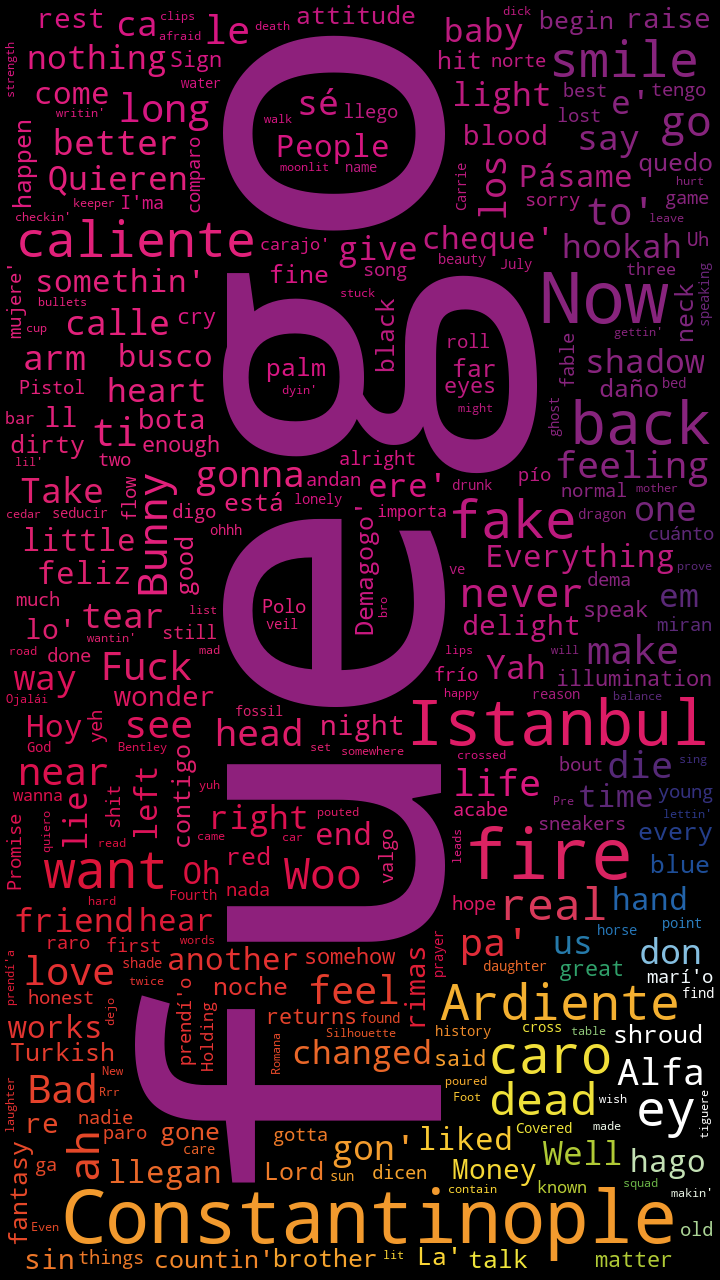 rest ca le attitude baby begin raise
clips afraid death dick
nothing Sign hit norte smile
strength water
come long sé llego light best e' tengo
writin' walk lost go
better People blood say
happen moonlit name quedo
Quieren comparo Carrie los Pásame hurt
keeper I'ma sorry to' game
checkin' leave
caliente carajo' give cheque' hookah Uh
mujere' somethin' fine song beauty July three speaking
bullets stuck Now neck
cup calle cry black roll gettin'
arm busco palm far fable shadow
Pistol heart dyin' eyes daño bed
bar ll ti bota might ghost back
dirty enough alright
lil' two gonna andan ere' drunk pío feeling
Take flow está lonely importa normal mother
cedar seducir Bunny digo fake dragon one
little ohhh Demagogo' Everything cuánto
feliz good ve dema prove
much list Polo bro never em
lo' tear veil speak
wantin' still mad delight miran
road done lips will make
way Fuck frío Yah illumination
Ojalái wonder happy reason balance
Hoy yeh see fossil night Istanbul
God Bentley head set somewhere
near contigo crossed bout die sing
wanna lie shit left yuh life Pre time young
Promise quiero right came car pouted end acabe sneakers lettin'
read valgo leads fire every
want Oh red Woo blue
hard Fourth nada hope real hand
friend hear point
raro first words rimas prayer pa' us horse
prendi'a love shade another somehow daughter great don
honest twice noche feel marí'o
dejo prendi'o Holding returns found Ardiente find
works Silhouette history cross table shroud
Turkish Romana changed said caro
Bad New poured Alfa
laughter Rrr Foot dead wish ey tiguere
re nadie
ah paro gone gotta gon' liked Covered made
fantasy care Well hago
ga llegan Lord sun dicen Money
contain known squad makin'
Even Constantinople old
sin things countin' brother lit La' talk matter
fuego